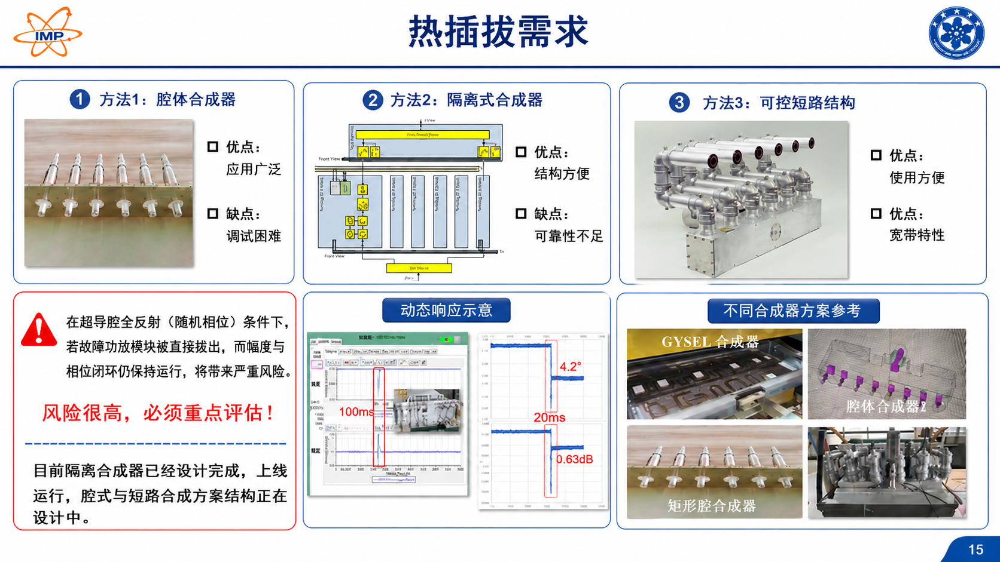 IMP
热插拔需求
1 方法1：腔体合成器
优点：
应用广泛
缺点：
调试困难
2 方法2：隔离式合成器
Front View
Front View
优点：
结构方便
缺点：
可靠性不足
3 方法3：可控短路结构
优点：
使用方便
优点：
宽带特性
在超导腔全反射（随机相位）条件下，
若故障功放模块被直接拔出，而幅度与
相位闭环仍保持运行，将带来严重风险。
风险很高，必须重点评估！
目前隔离合成器已经设计完成，上线
运行，腔式与短路合成方案结构正在
设计中。
动态响应示意
100ms
4.2°
20ms
0.63dB
不同合成器方案参考
GYSEL 合成器
腔体合成器2
矩形腔合成器
15